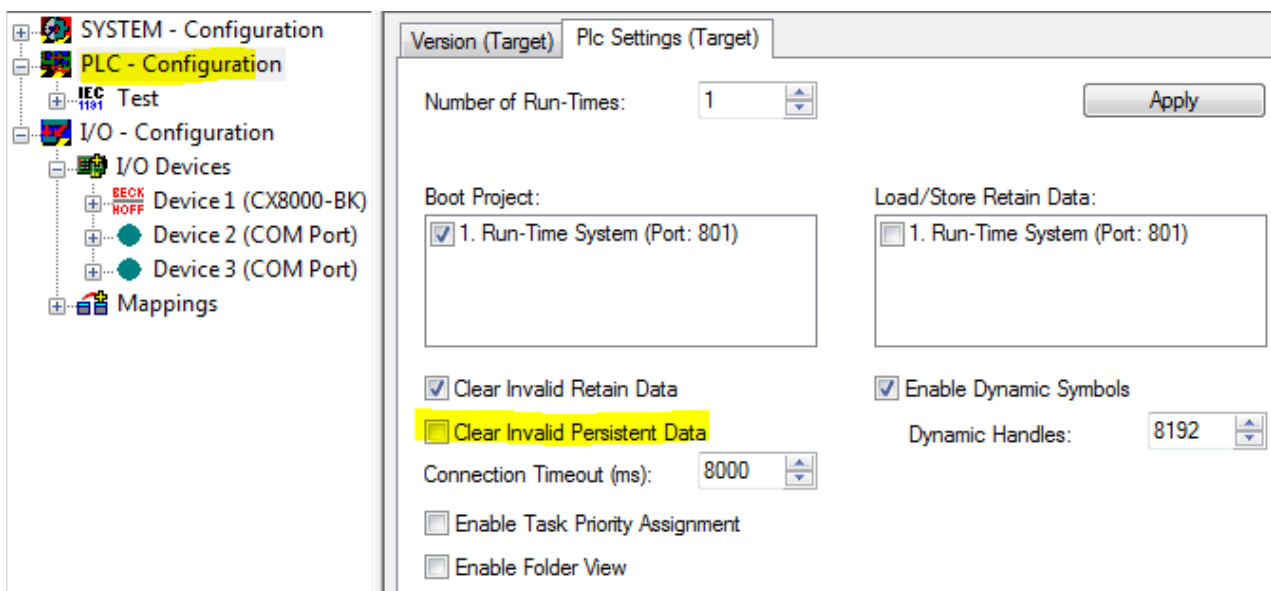 SYSTEM - Configuration
PLC - Configuration
IEC
1131
Test
I/O - Configuration
I/O Devices
BECK
HOFF
Device 1 (CX8000-BK)
Device 2 (COM Port)
Device 3 (COM Port)
Mappings
Version (Target) Plc Settings (Target)
Number of Run-Times: 1 Apply
Boot Project: Load/Store Retain Data:
1. Run-Time System (Port: 801) 1. Run-Time System (Port: 801)
Clear Invalid Retain Data Enable Dynamic Symbols
Clear Invalid Persistent Data Dynamic Handles: 8192
Connection Timeout (ms): 8000
Enable Task Priority Assignment
Enable Folder View